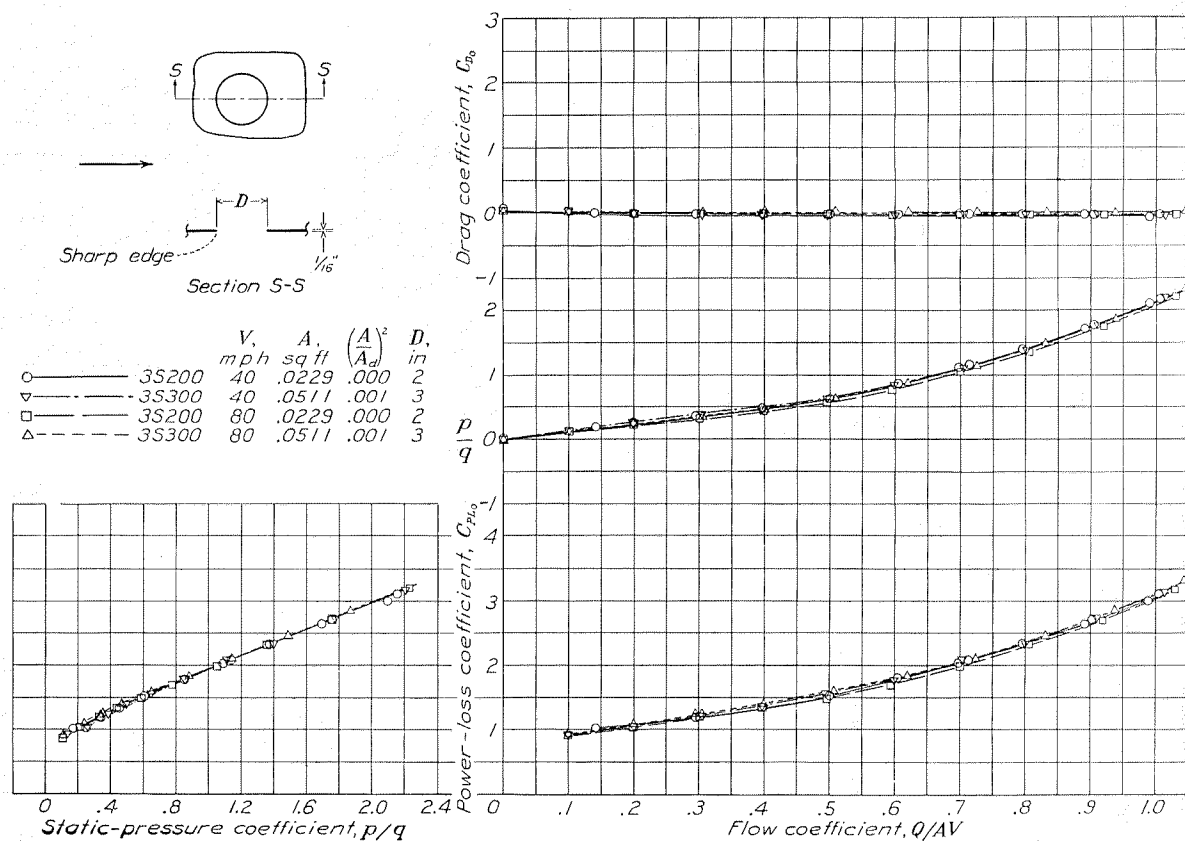 S S
D
Sharp edge
1/16"
Section S-S
V, A, (A/A_d)², D,
mph sq ft in
3S200 40 .0229 .000 2
3S300 40 .0511 .001 3
3S200 80 .0229 .000 2
3S300 80 .0511 .001 3
3
2
1
0
-1
Drag coefficient, C_D₀
2
1
0
-1
p/q
4
3
2
1
0
Power-loss coefficient, C_PL₀
0 .4 .8 1.2 1.6 2.0 2.4
Static-pressure coefficient, p/q
0 .1 .2 .3 .4 .5 .6 .7 .8 .9 1.0
Flow coefficient, Q/AV